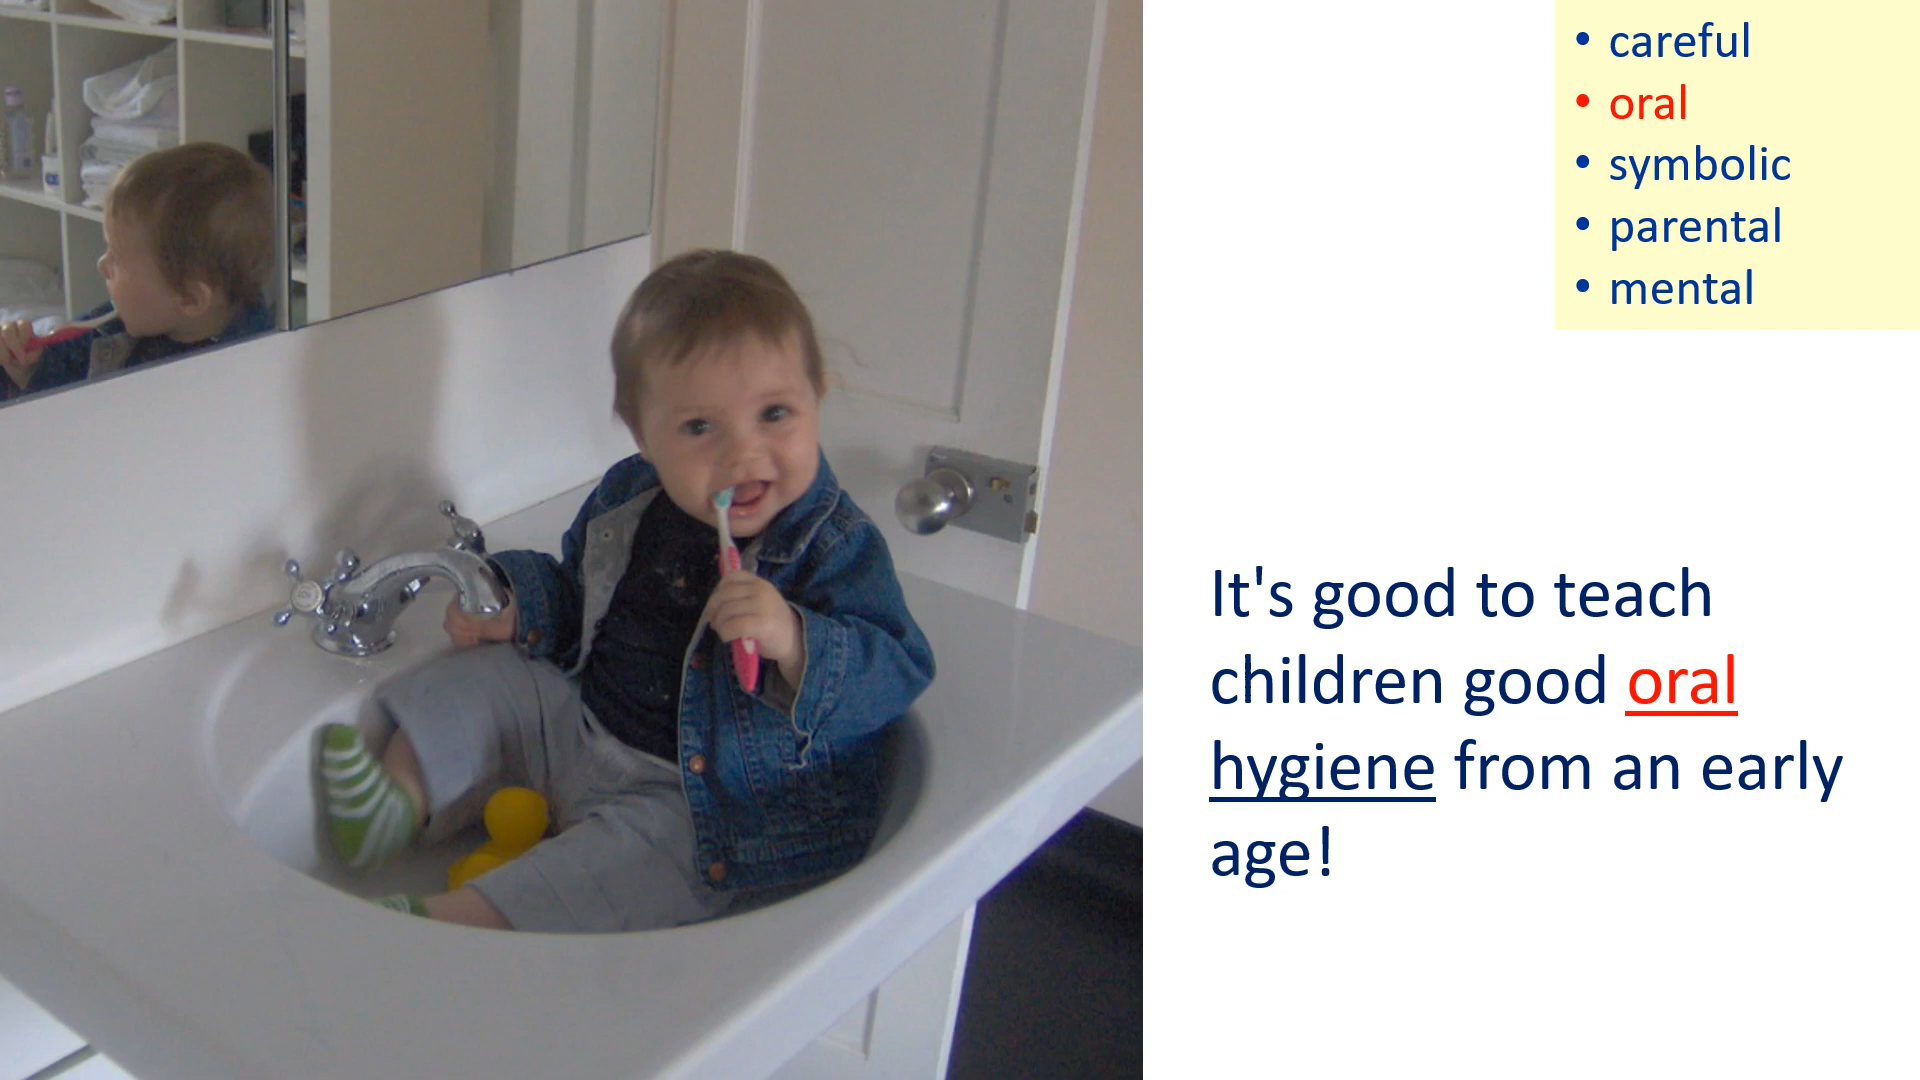 • careful
• oral
• symbolic
• parental
• mental
It's good to teach
children good oral
hygiene from an early
age!